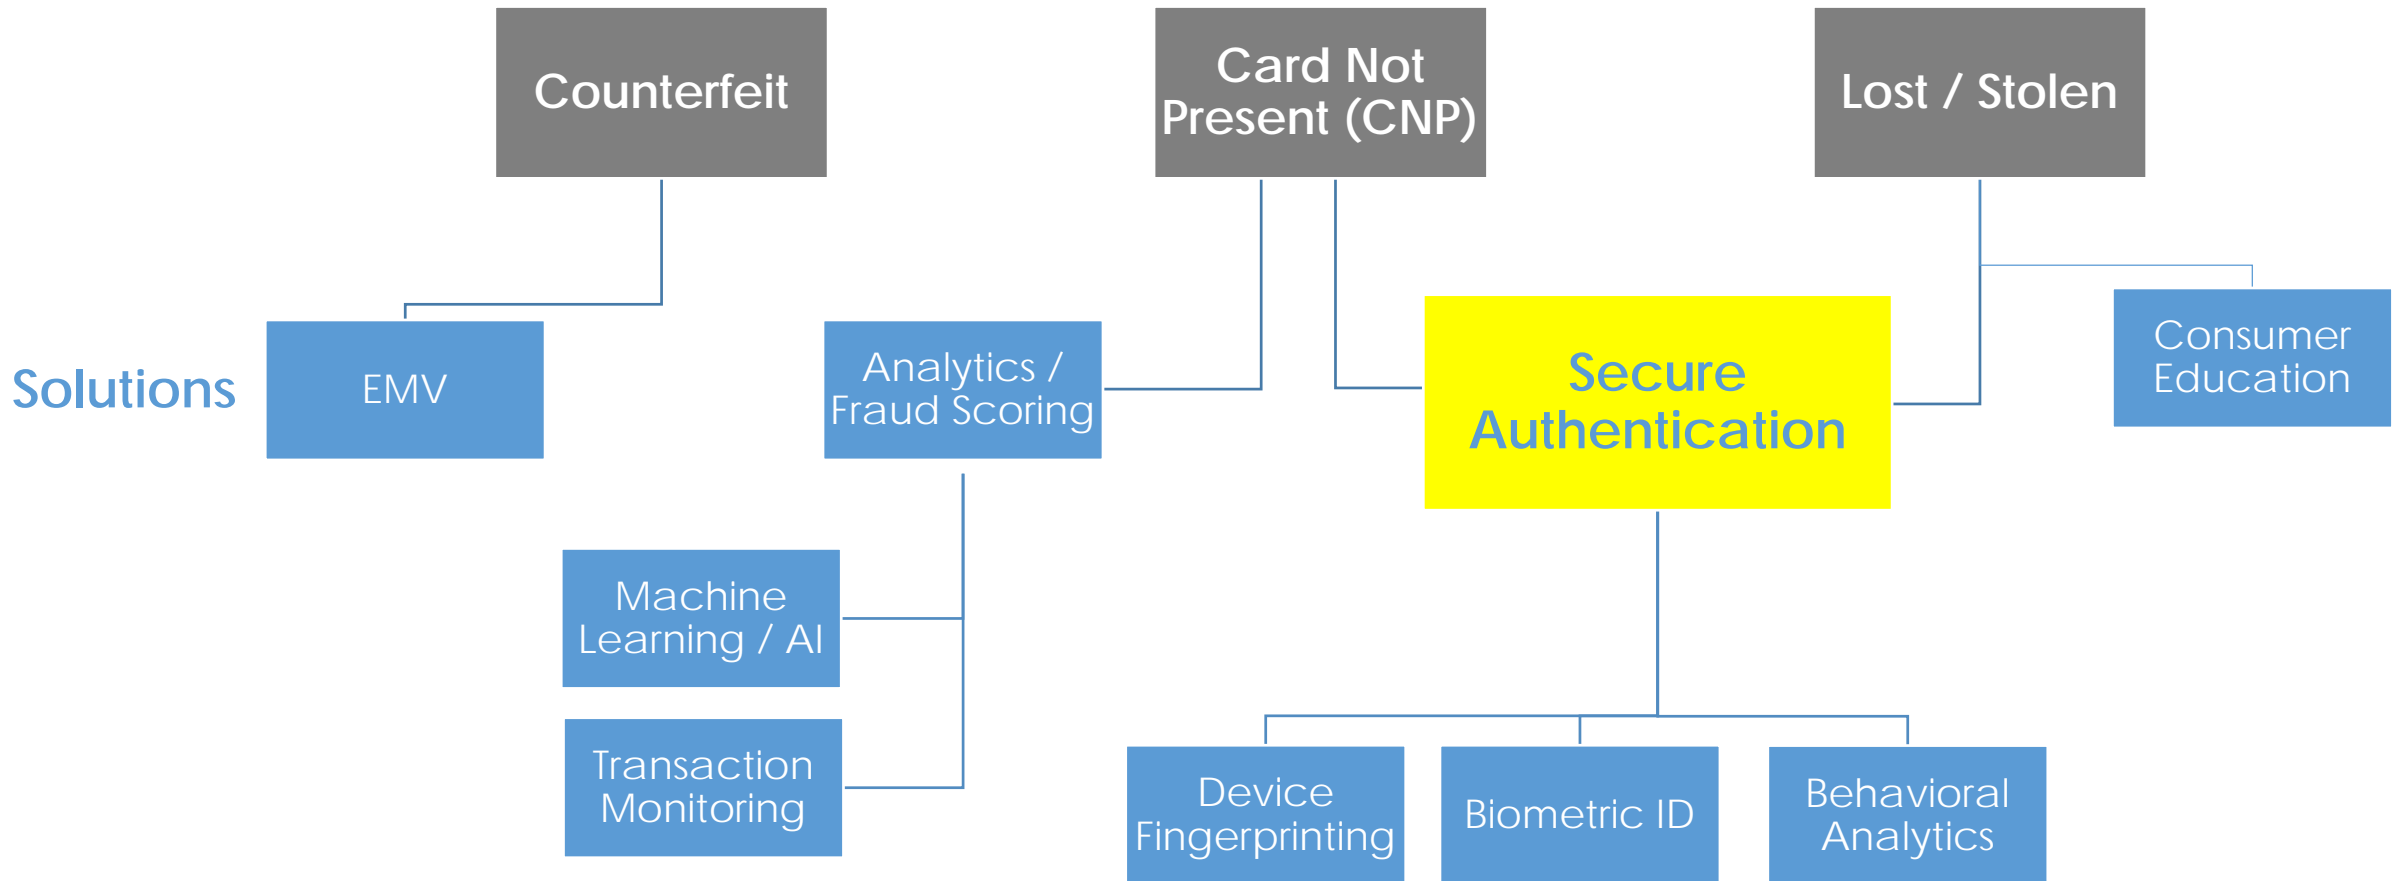 Counterfeit
Card Not
Present (CNP)
Lost / Stolen
Solutions
EMV
Analytics /
Fraud Scoring
Secure
Authentication
Consumer
Education
Machine
Learning / AI
Transaction
Monitoring
Device
Fingerprinting
Biometric ID
Behavioral
Analytics